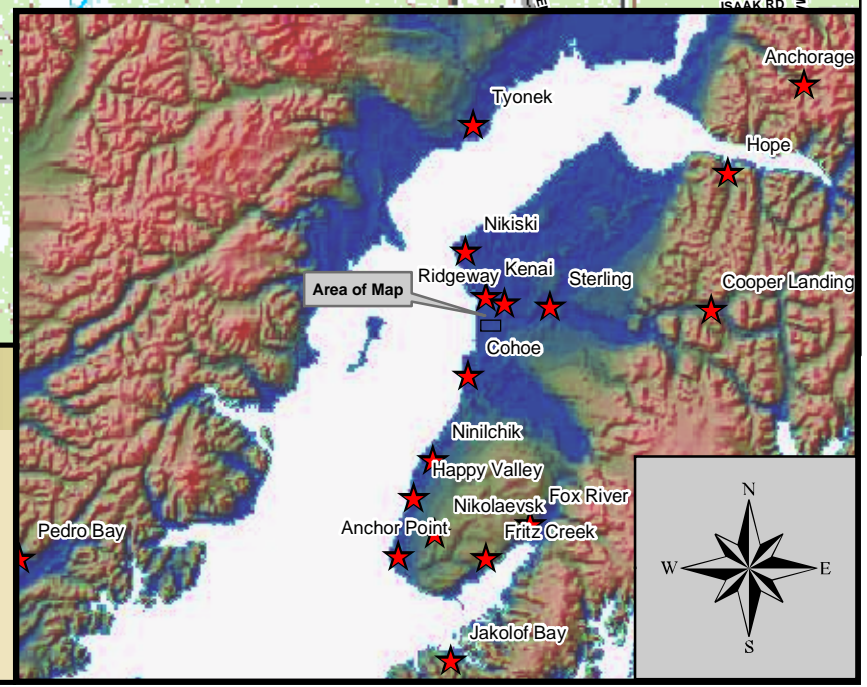 ISAAK RD
Anchorage
Tyonek
Hope
Nikiski
Ridgeway
Kenai
Sterling
Cooper Landing
Area of Map
Cohoe
Ninilchik
Happy Valley
Nikolaevsk
Fox River
Anchor Point
Fritz Creek
Pedro Bay
Jakolof Bay
N
W
E
S